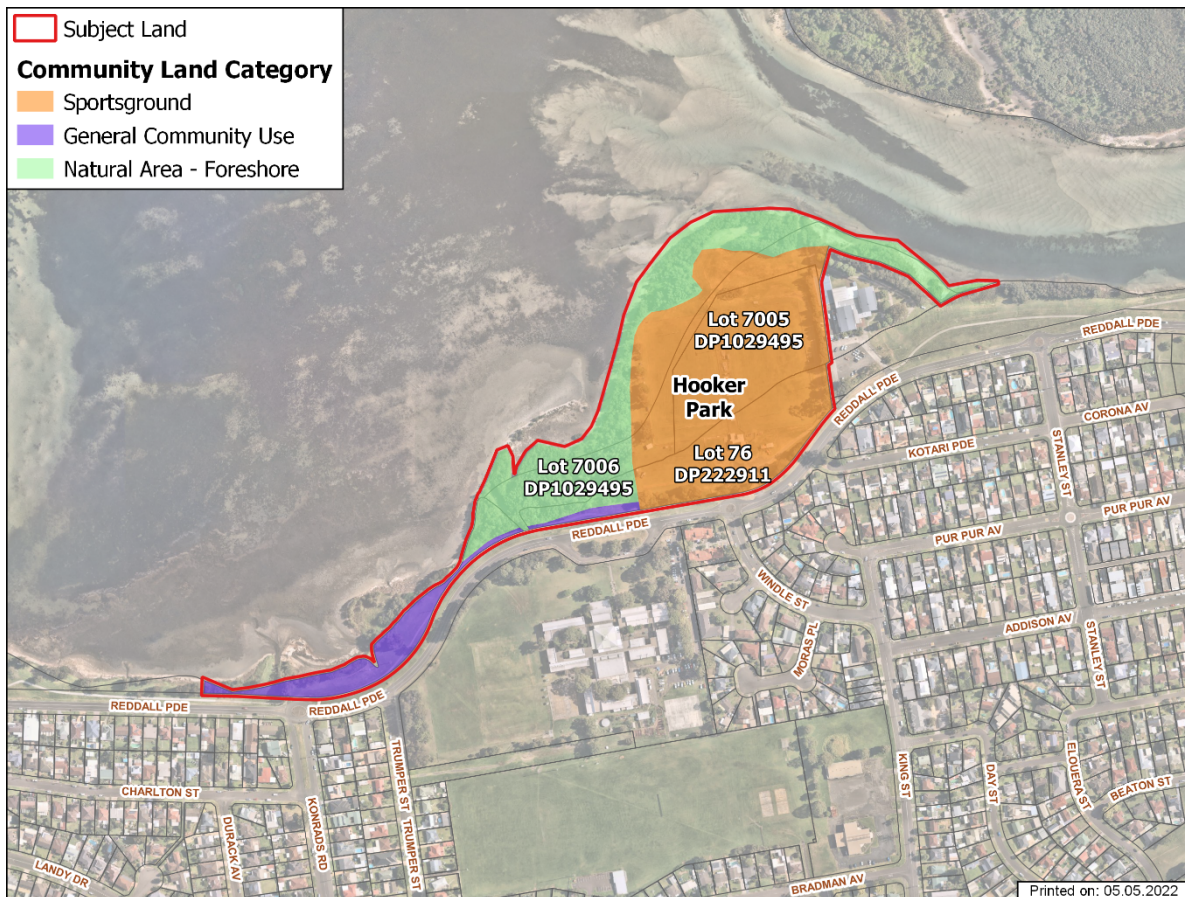 Subject Land
Community Land Category
Sportsground
General Community Use
Natural Area - Foreshore
Lot 7005
DP1029495
Hooker
Park
Lot 76
DP222911
Lot 7006
DP1029495
REDDALL PDE
REDDALL PDE
CORONA AV
KOTARI PDE
STANLEY ST
PUR PUR AV
PUR PUR AV
REDDALL PDE
WINDLE ST
ADDISON AV
MORAS PL
STANLEY ST
REDDALL PDE
REDDALL PDE
TRUMPER ST
KING ST
DAY ST
ELOUERA ST
BEATON ST
CHARLTON ST
KONRADS RD
TRUMPER ST
DURACK AV
LANDY DR
BRADMAN AV
Printed on: 05.05.2022